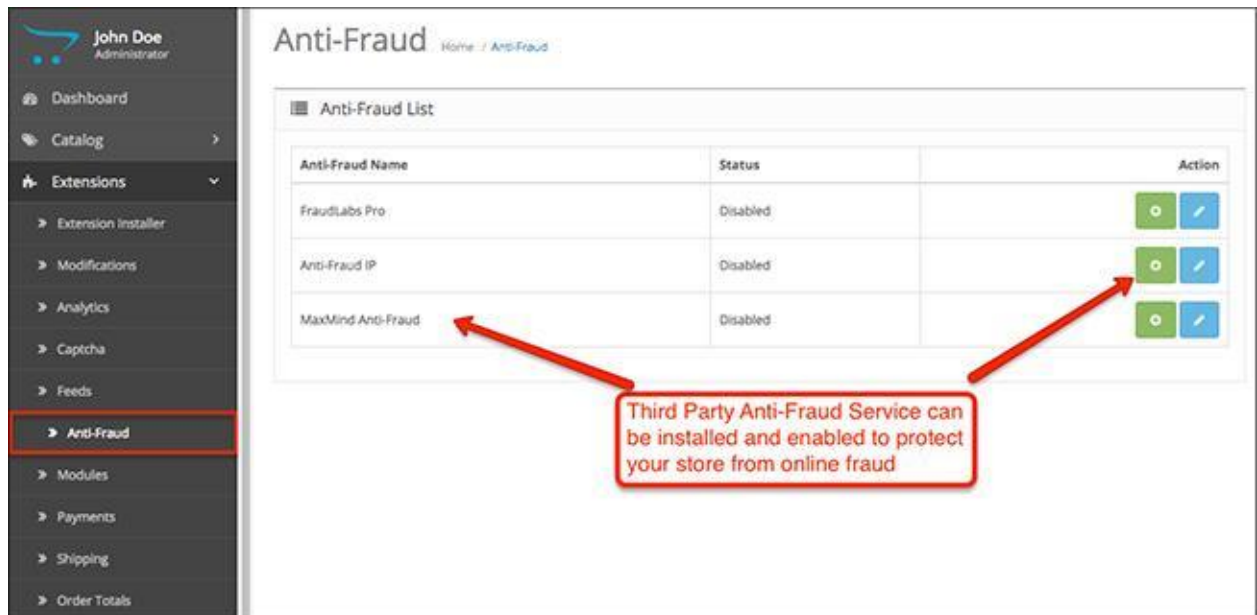 John Doe
Administrator
Dashboard
Catalog
Extensions
Extension Installer
Modifications
Analytics
Captcha
Feeds
Anti-Fraud
Modules
Payments
Shipping
Order Totals
Anti-Fraud Home / Anti-Fraud
Anti-Fraud List
Anti-Fraud Name Status Action
FraudLabs Pro Disabled
Anti-Fraud IP Disabled
MaxMind Anti-Fraud Disabled
Third Party Anti-Fraud Service can
be installed and enabled to protect
your store from online fraud